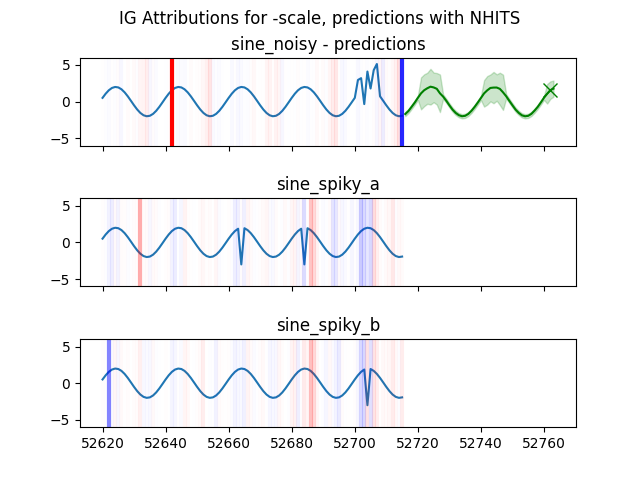 IG Attributions for -scale, predictions with NHITS
sine_noisy - predictions
5
0
−5
sine_spiky_a
5
0
−5
sine_spiky_b
5
0
−5
52620 52640 52660 52680 52700 52720 52740 52760